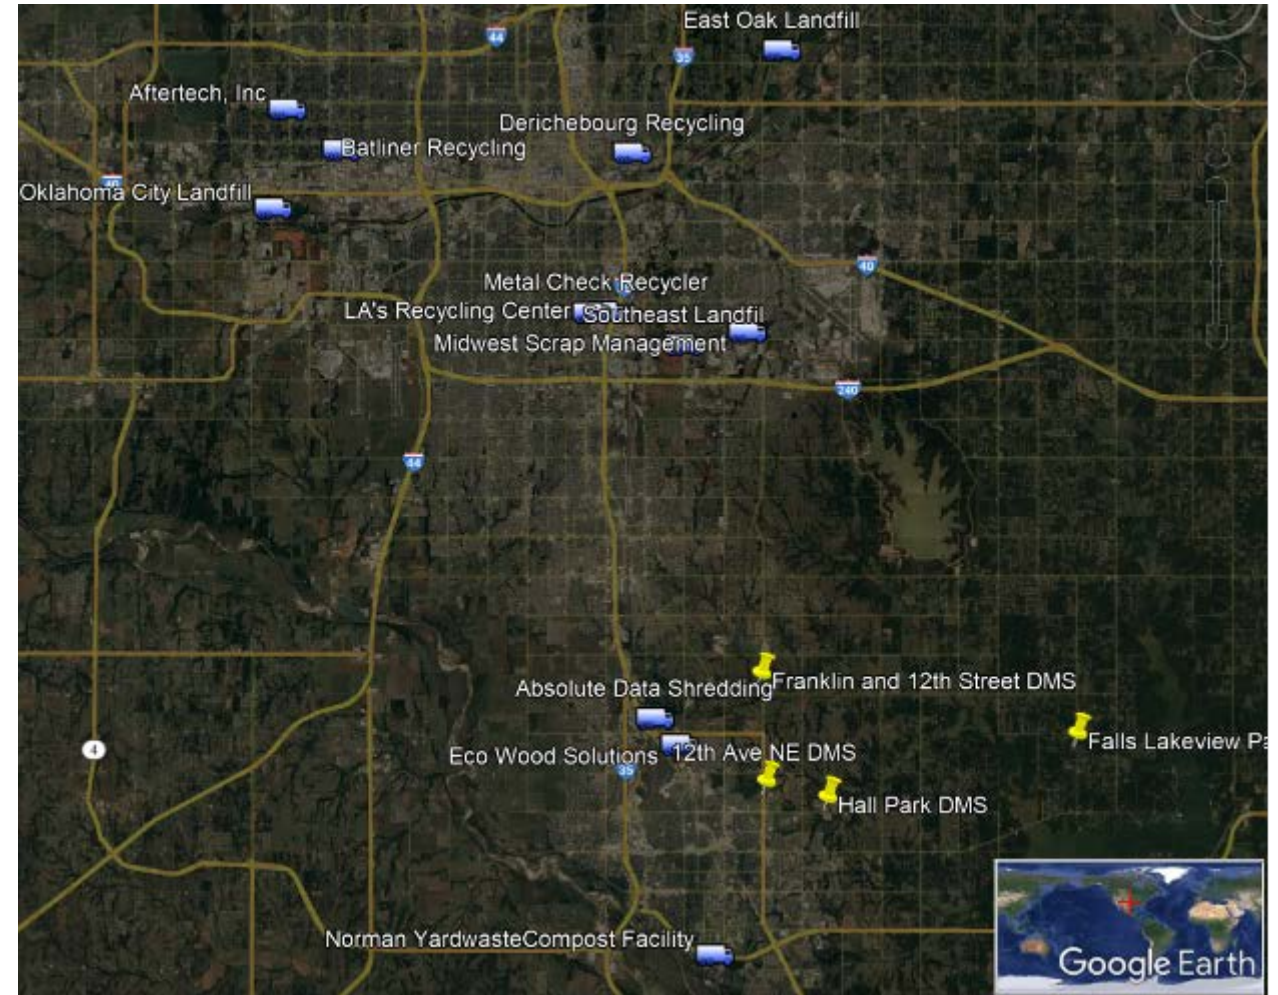 East Oak Landfill
44
35
Aftertech, Inc
Derichebourg Recycling
Batliner Recycling
40
Oklahoma City Landfill
40
Metal Check Recycler
LA's Recycling Center
Southeast Landfil
Midwest Scrap Management
240
44
Franklin and 12th Street DMS
Absolute Data Shredding
Falls Lakeview Pa
4
12th Ave NE DMS
Eco Wood Solutions
35
Hall Park DMS
Norman YardwasteCompost Facility
Google Earth